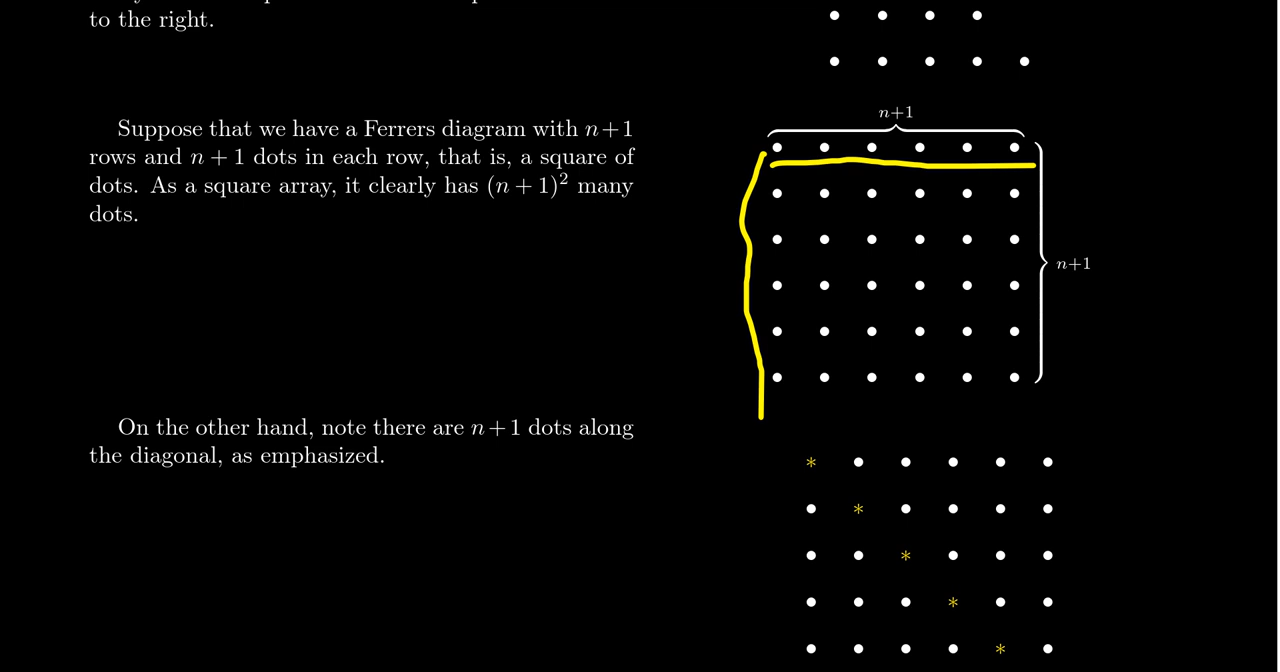 to the right.
n+1
Suppose that we have a Ferrers diagram with n+1
rows and n + 1 dots in each row, that is, a square of
dots. As a square array, it clearly has (n + 1)² many
dots.
n+1
On the other hand, note there are n+1 dots along
the diagonal, as emphasized.